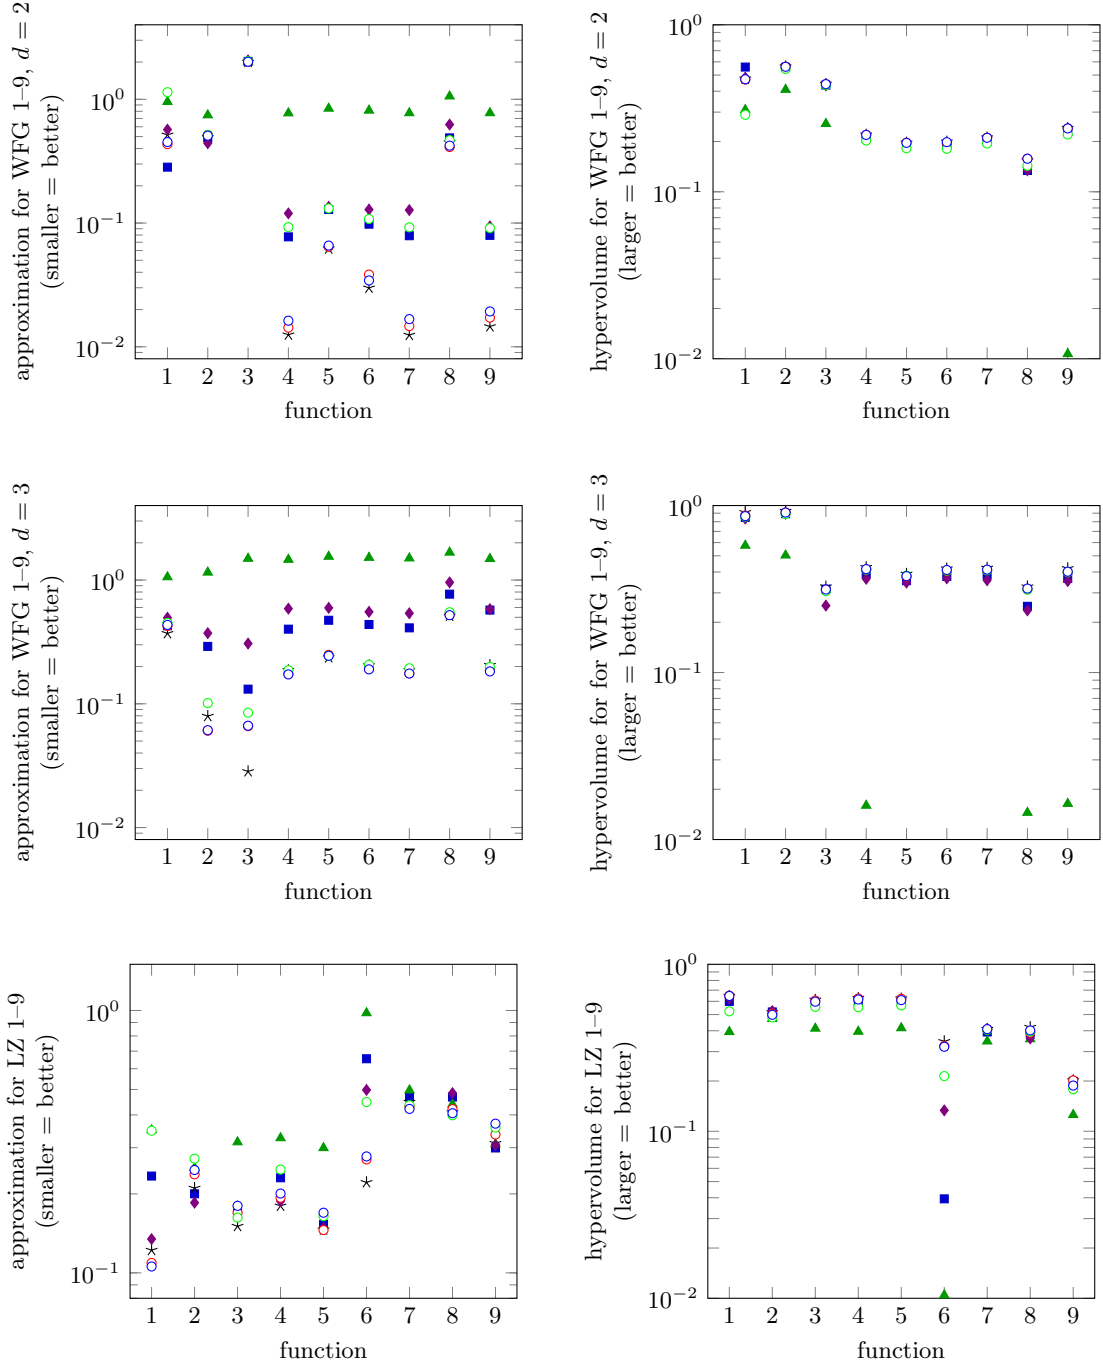 approximation for WFG 1–9, d = 2
(smaller = better)
10^0
10^−1
10^−2
1 2 3 4 5 6 7 8 9
function
hypervolume for WFG 1–9, d = 2
(larger = better)
10^0
10^−1
10^−2
1 2 3 4 5 6 7 8 9
function
approximation for WFG 1–9, d = 3
(smaller = better)
10^0
10^−1
10^−2
1 2 3 4 5 6 7 8 9
function
hypervolume for for WFG 1–9, d = 3
(larger = better)
10^0
10^−1
10^−2
1 2 3 4 5 6 7 8 9
function
approximation for LZ 1–9
(smaller = better)
10^0
10^−1
1 2 3 4 5 6 7 8 9
function
hypervolume for LZ 1–9
(larger = better)
10^0
10^−1
10^−2
1 2 3 4 5 6 7 8 9
function